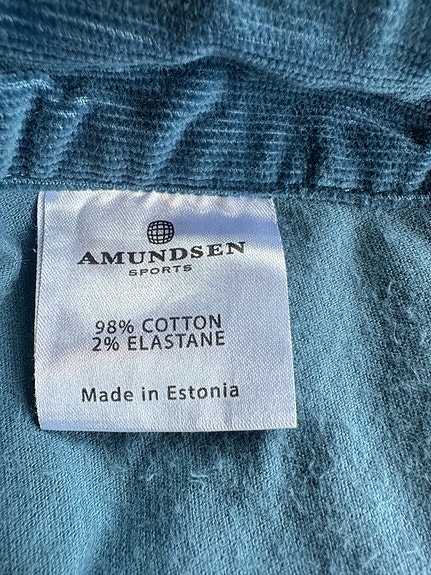 AMUNDSEN
SPORTS
98% COTTON
2% ELASTANE
Made in Estonia